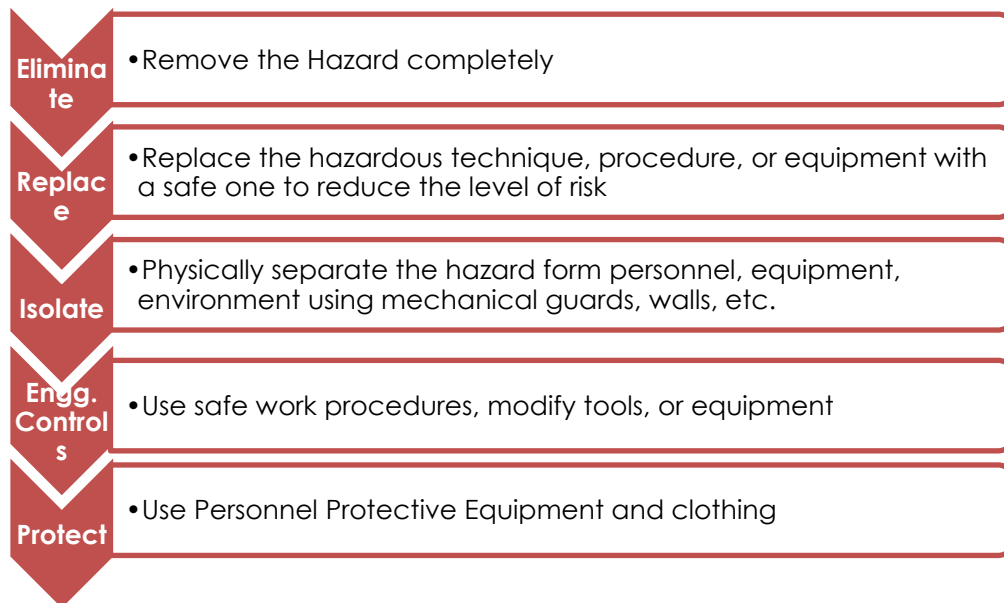 Elimina
te
•Remove the Hazard completely
Replac
e
•Replace the hazardous technique, procedure, or equipment with
a safe one to reduce the level of risk
Isolate
•Physically separate the hazard form personnel, equipment,
environment using mechanical guards, walls, etc.
Engg.
Control
s
•Use safe work procedures, modify tools, or equipment
Protect
•Use Personnel Protective Equipment and clothing